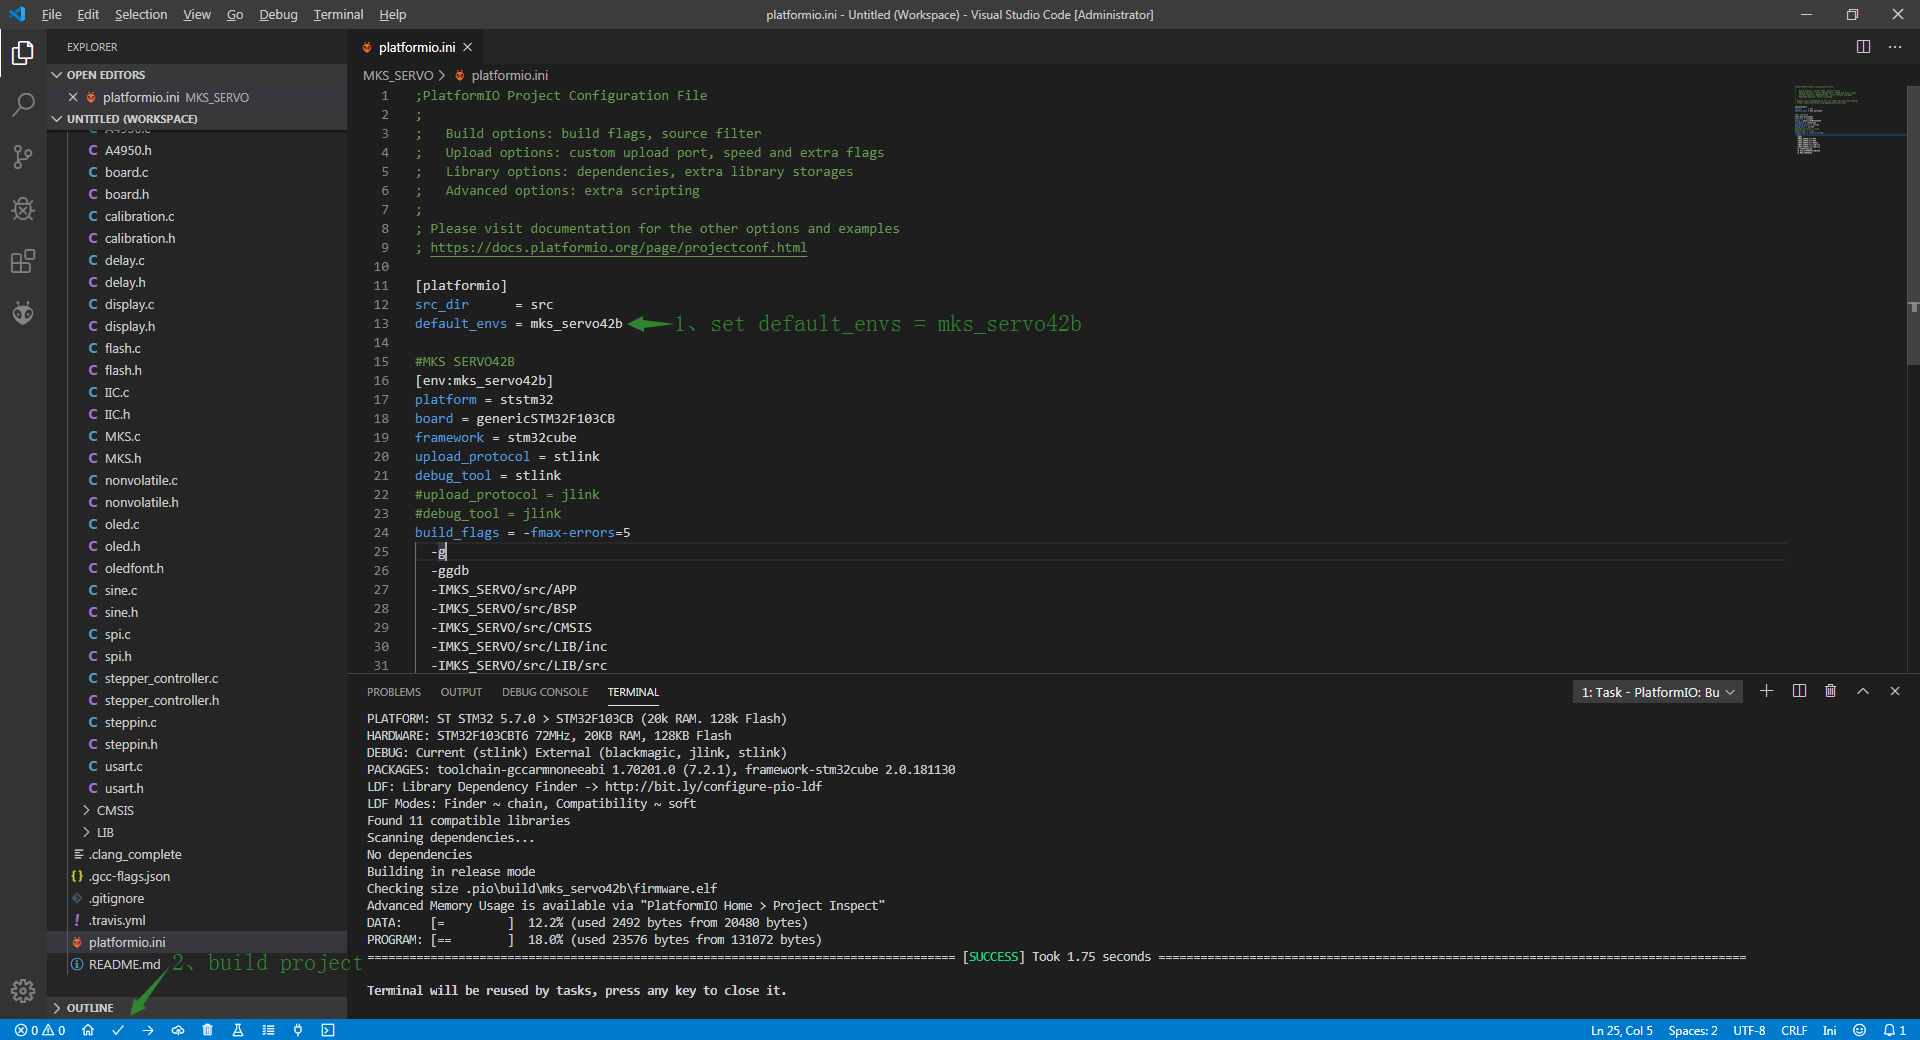 File Edit Selection View Go Debug Terminal Help
platformio.ini - Untitled (Workspace) - Visual Studio Code [Administrator]
EXPLORER
OPEN EDITORS
platformio.ini MKS_SERVO
UNTITLED (WORKSPACE)
A4950.c
C A4950.h
C board.c
C board.h
C calibration.c
C calibration.h
C delay.c
C delay.h
C display.c
C display.h
C flash.c
C flash.h
C IIC.c
C IIC.h
C MKS.c
C MKS.h
C nonvolatile.c
C nonvolatile.h
C oled.c
C oled.h
C oledfont.h
C sine.c
C sine.h
C spi.c
C spi.h
C stepper_controller.c
C stepper_controller.h
C steppin.c
C steppin.h
C usart.c
C usart.h
CMSIS
LIB
.clang_complete
{} .gcc-flags.json
.gitignore
! .travis.yml
platformio.ini
README.md
2、build project
OUTLINE
platformio.ini
MKS_SERVO > platformio.ini
1 ;PlatformIO Project Configuration File
2 ;
3 ;   Build options: build flags, source filter
4 ;   Upload options: custom upload port, speed and extra flags
5 ;   Library options: dependencies, extra library storages
6 ;   Advanced options: extra scripting
7 ;
8 ; Please visit documentation for the other options and examples
9 ; https://docs.platformio.org/page/projectconf.html
10
11 [platformio]
12 src_dir      = src
13 default_envs = mks_servo42b 1、set default_envs = mks_servo42b
14
15 #MKS SERVO42B
16 [env:mks_servo42b]
17 platform = ststm32
18 board = genericSTM32F103CB
19 framework = stm32cube
20 upload_protocol = stlink
21 debug_tool = stlink
22 #upload_protocol = jlink
23 #debug_tool = jlink
24 build_flags = -fmax-errors=5
25   -g
26   -ggdb
27   -IMKS_SERVO/src/APP
28   -IMKS_SERVO/src/BSP
29   -IMKS_SERVO/src/CMSIS
30   -IMKS_SERVO/src/LIB/inc
31   -IMKS_SERVO/src/LIB/src
PROBLEMS OUTPUT DEBUG CONSOLE TERMINAL
1: Task - PlatformIO: Bu
PLATFORM: ST STM32 5.7.0 > STM32F103CB (20k RAM. 128k Flash)
HARDWARE: STM32F103CBT6 72MHz, 20KB RAM, 128KB Flash
DEBUG: Current (stlink) External (blackmagic, jlink, stlink)
PACKAGES: toolchain-gccarmnoneeabi 1.70201.0 (7.2.1), framework-stm32cube 2.0.181130
LDF: Library Dependency Finder -> http://bit.ly/configure-pio-ldf
LDF Modes: Finder ~ chain, Compatibility ~ soft
Found 11 compatible libraries
Scanning dependencies...
No dependencies
Building in release mode
Checking size .pio\build\mks_servo42b\firmware.elf
Advanced Memory Usage is available via "PlatformIO Home > Project Inspect"
DATA:    [=         ]  12.2% (used 2492 bytes from 20480 bytes)
PROGRAM: [==        ]  18.0% (used 23576 bytes from 131072 bytes)
[SUCCESS] Took 1.75 seconds
Terminal will be reused by tasks, press any key to close it.
0 0
Ln 25, Col 5 Spaces: 2 UTF-8 CRLF Ini 1